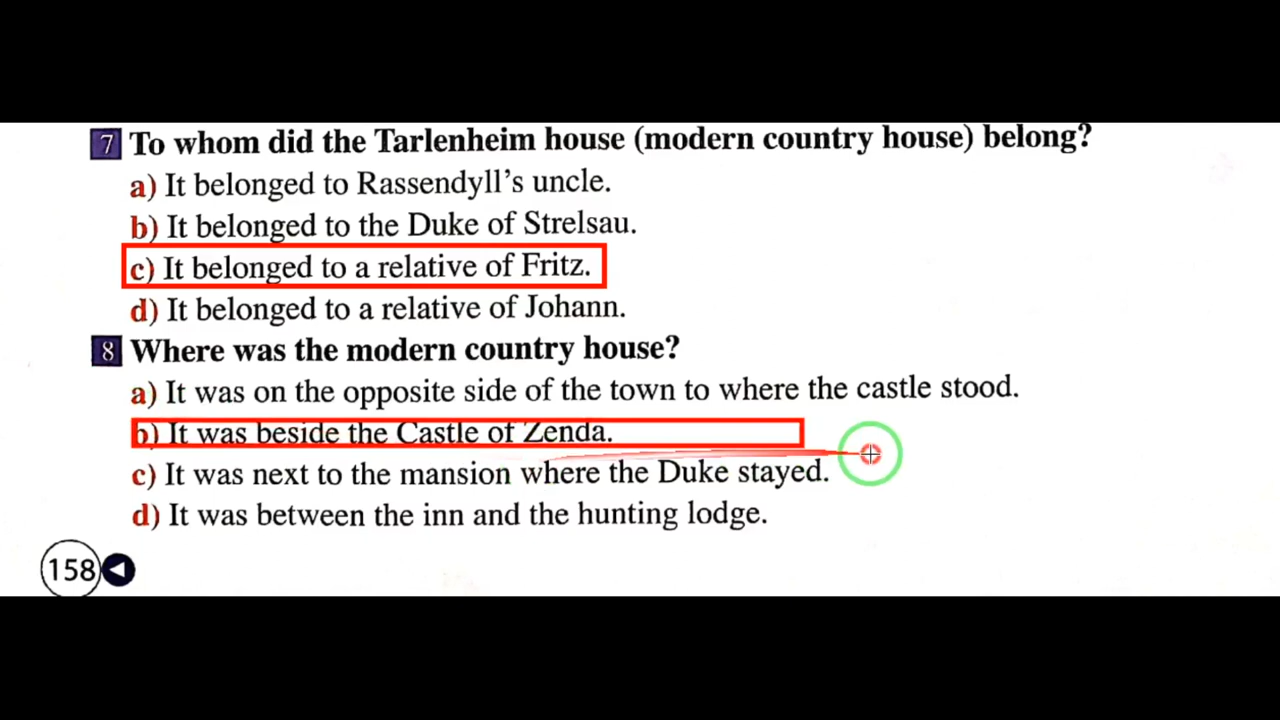 7 To whom did the Tarlenheim house (modern country house) belong?
a) It belonged to Rassendyll's uncle.
b) It belonged to the Duke of Strelsau.
c) It belonged to a relative of Fritz.
d) It belonged to a relative of Johann.
8 Where was the modern country house?
a) It was on the opposite side of the town to where the castle stood.
b) It was beside the Castle of Zenda.
c) It was next to the mansion where the Duke stayed.
d) It was between the inn and the hunting lodge.
158